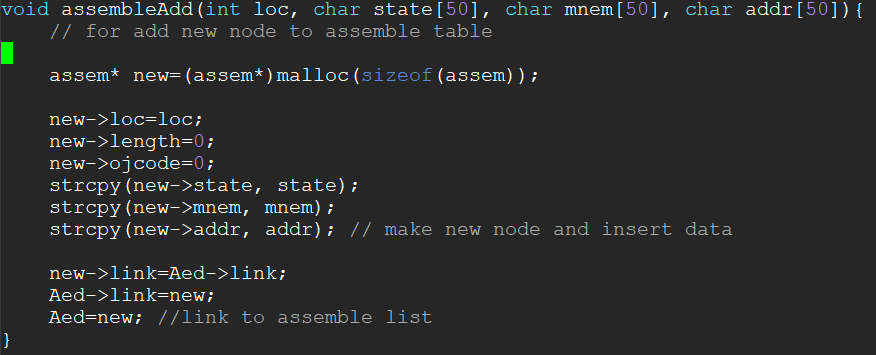 void assembleAdd(int loc, char state[50], char mnem[50], char addr[50]){
    // for add new node to assemble table
    assem* new=(assem*)malloc(sizeof(assem));
    new->loc=loc;
    new->length=0;
    new->ojcode=0;
    strcpy(new->state, state);
    strcpy(new->mnem, mnem);
    strcpy(new->addr, addr); // make new node and insert data
    new->link=Aed->link;
    Aed->link=new;
    Aed=new; //link to assemble list
}